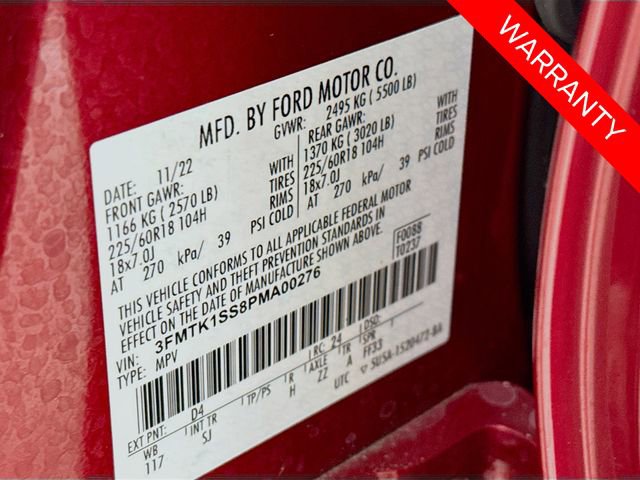 WARRANTY
MFD. BY FORD MOTOR CO.
DATE: 11/22 GVWR: 2495 KG ( 5500 LB)
FRONT GAWR: WITH REAR GAWR: WITH
1166 KG ( 2570 LB) TIRES 1370 KG ( 3020 LB) TIRES
225/60R18 104H RIMS 225/60R18 104H RIMS
18x7.0J 18x7.0J
AT 270 kPa/ 39 PSI COLD AT 270 kPa/ 39 PSI COLD
THIS VEHICLE CONFORMS TO ALL APPLICABLE FEDERAL MOTOR
VEHICLE SAFETY AND THEFT PREVENTION STANDARDS IN
EFFECT ON THE DATE OF MANUFACTURE SHOWN ABOVE.
F0088
T0237
VIN: 3FMTK1SS8PMA00276
TYPE: MPV
EXT PNT: D4 RC: 24 DSO:
WB INT TR TP/PS R AXLE TR SPR
117 SJ H ZZ A FF33
UTC 5U5A-1520472-BA